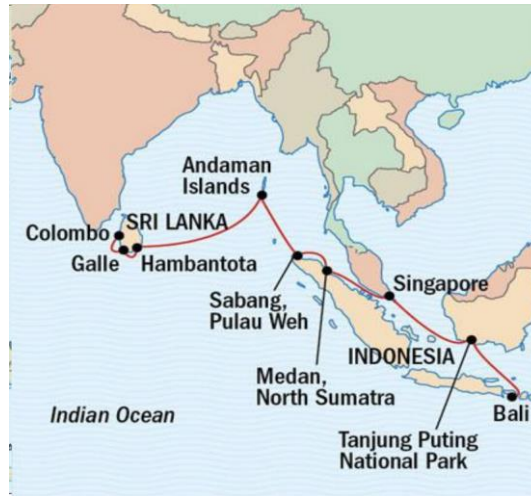 Andaman
Islands
SRI LANKA
Colombo
Galle
Hambantota
Sabang,
Pulau Weh
Singapore
INDONESIA
Medan,
North Sumatra
Indian Ocean
Bali
Tanjung Puting
National Park